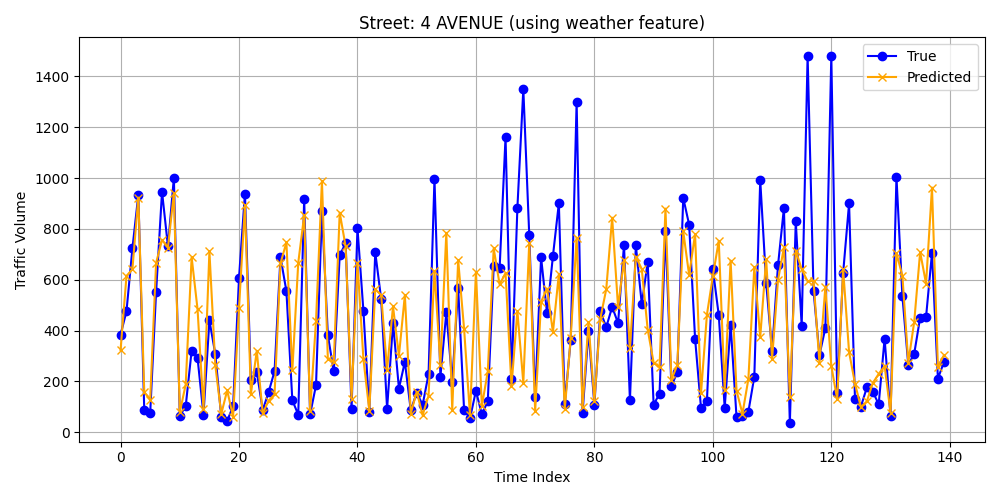 Street: 4 AVENUE (using weather feature)
True
Predicted
Traffic Volume
1400
1200
1000
800
600
400
200
0
0 20 40 60 80 100 120 140
Time Index